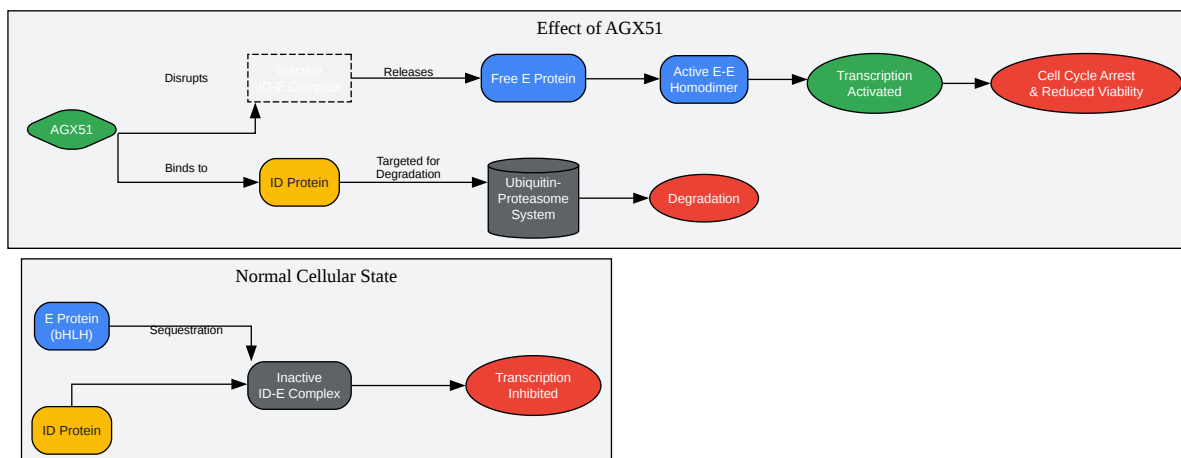 Effect of AGX51
Disrupts
Inactive
ID-E Complex
Releases
Free E Protein
Active E-E
Homodimer
Transcription
Activated
Cell Cycle Arrest
& Reduced Viability
AGX51
Binds to
ID Protein
Targeted for
Degradation
Ubiquitin-
Proteasome
System
Degradation
Normal Cellular State
E Protein
(bHLH)
Sequestration
Inactive
ID-E Complex
Transcription
Inhibited
ID Protein